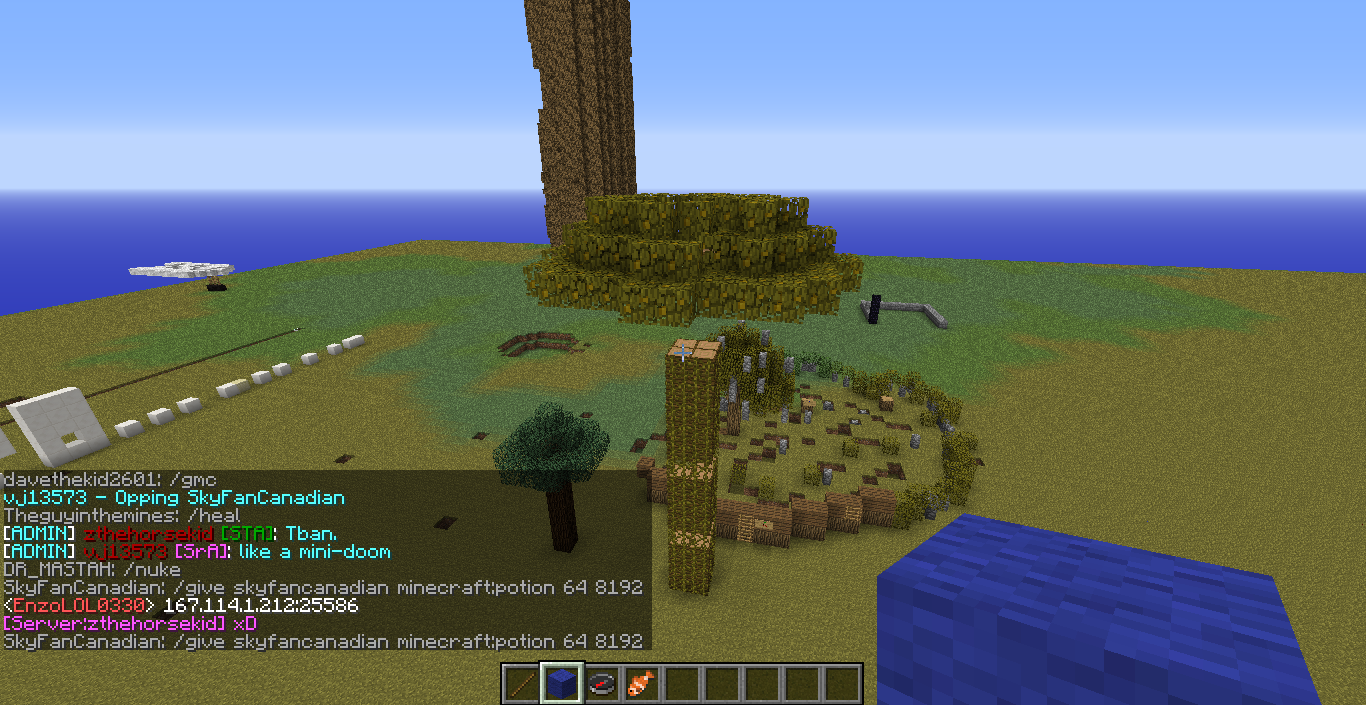 davethekid2601: /gmc
vj13573 - Opping SkyFanCanadian
Theguyinthemines: /heal
[ADMIN] zthehorsekid [STA]: Tban.
[ADMIN] vj13573 [SrA]: like a mini-doom
DR_MASTAH: /nuke
SkyFanCanadian: /give skyfancanadian minecraft:potion 64 8192
<EnzoLOL0330> 167.114.1.212:25586
[Server:zthehorsekid] xD
SkyFanCanadian: /give skyfancanadian minecraft:potion 64 8192